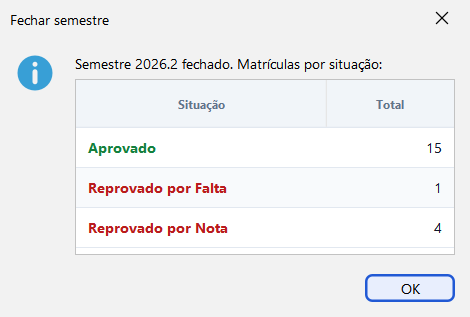 Fechar semestre
Semestre 2026.2 fechado. Matrículas por situação:
Situação Total
Aprovado 15
Reprovado por Falta 1
Reprovado por Nota 4
OK